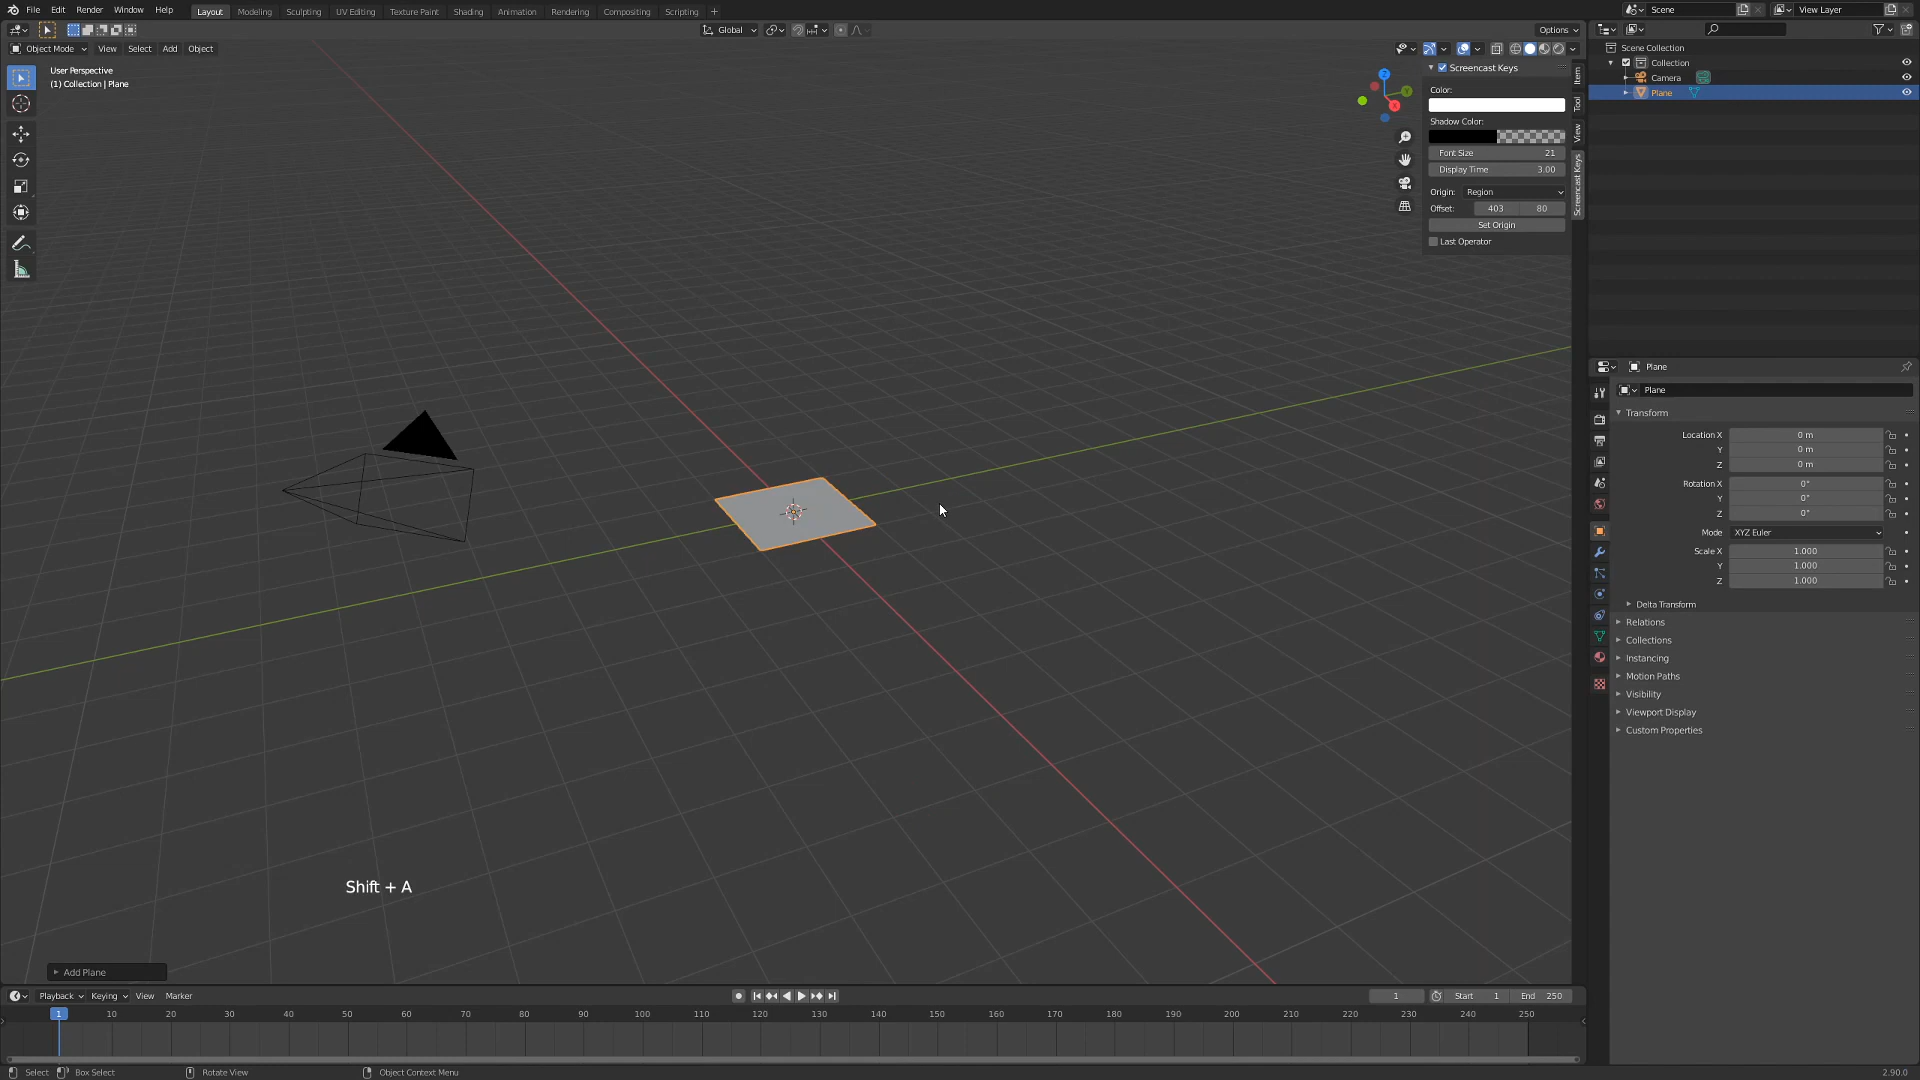 File Edit Render Window Help Layout Modeling Sculpting UV Editing Texture Paint Shading Animation Rendering Compositing Scripting + Scene View Layer
Global Options
Object Mode View Select Add Object
User Perspective
(1) Collection | Plane
Screencast Keys
Color:
Shadow Color:
Font Size 21
Display Time 3.00
Origin: Region
Offset: 403 80
Set Origin
Last Operator
Item
Tool
View
Screencast Keys
Z
Y
X
Scene Collection
Collection
Camera
Plane
Plane
Plane
Transform
Location X 0 m
Y 0 m
Z 0 m
Rotation X 0°
Y 0°
Z 0°
Mode XYZ Euler
Scale X 1.000
Y 1.000
Z 1.000
Delta Transform
Relations
Collections
Instancing
Motion Paths
Visibility
Viewport Display
Custom Properties
Shift + A
Add Plane
Playback Keying View Marker 1 Start 1 End 250
1 10 20 30 40 50 60 70 80 90 100 110 120 130 140 150 160 170 180 190 200 210 220 230 240 250
Select Box Select Rotate View Object Context Menu 2.90.0